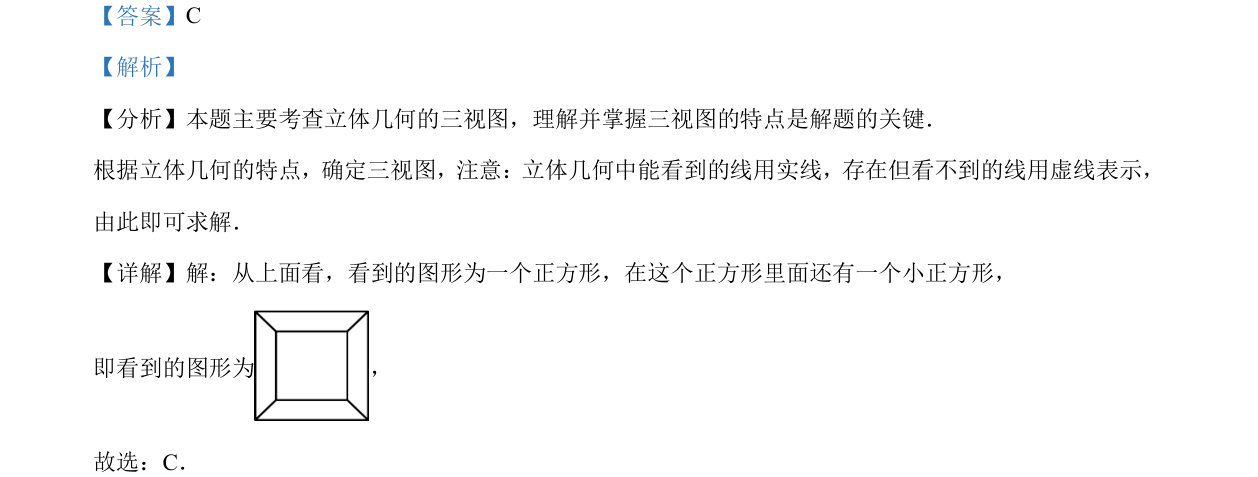 【答案】C
【解析】
【分析】本题主要考查立体几何的三视图，理解并掌握三视图的特点是解题的关键．
根据立体几何的特点，确定三视图，注意：立体几何中能看到的线用实线，存在但看不到的线用虚线表示，
由此即可求解．
【详解】解：从上面看，看到的图形为一个正方形，在这个正方形里面还有一个小正方形，
即看到的图形为，
故选：C．